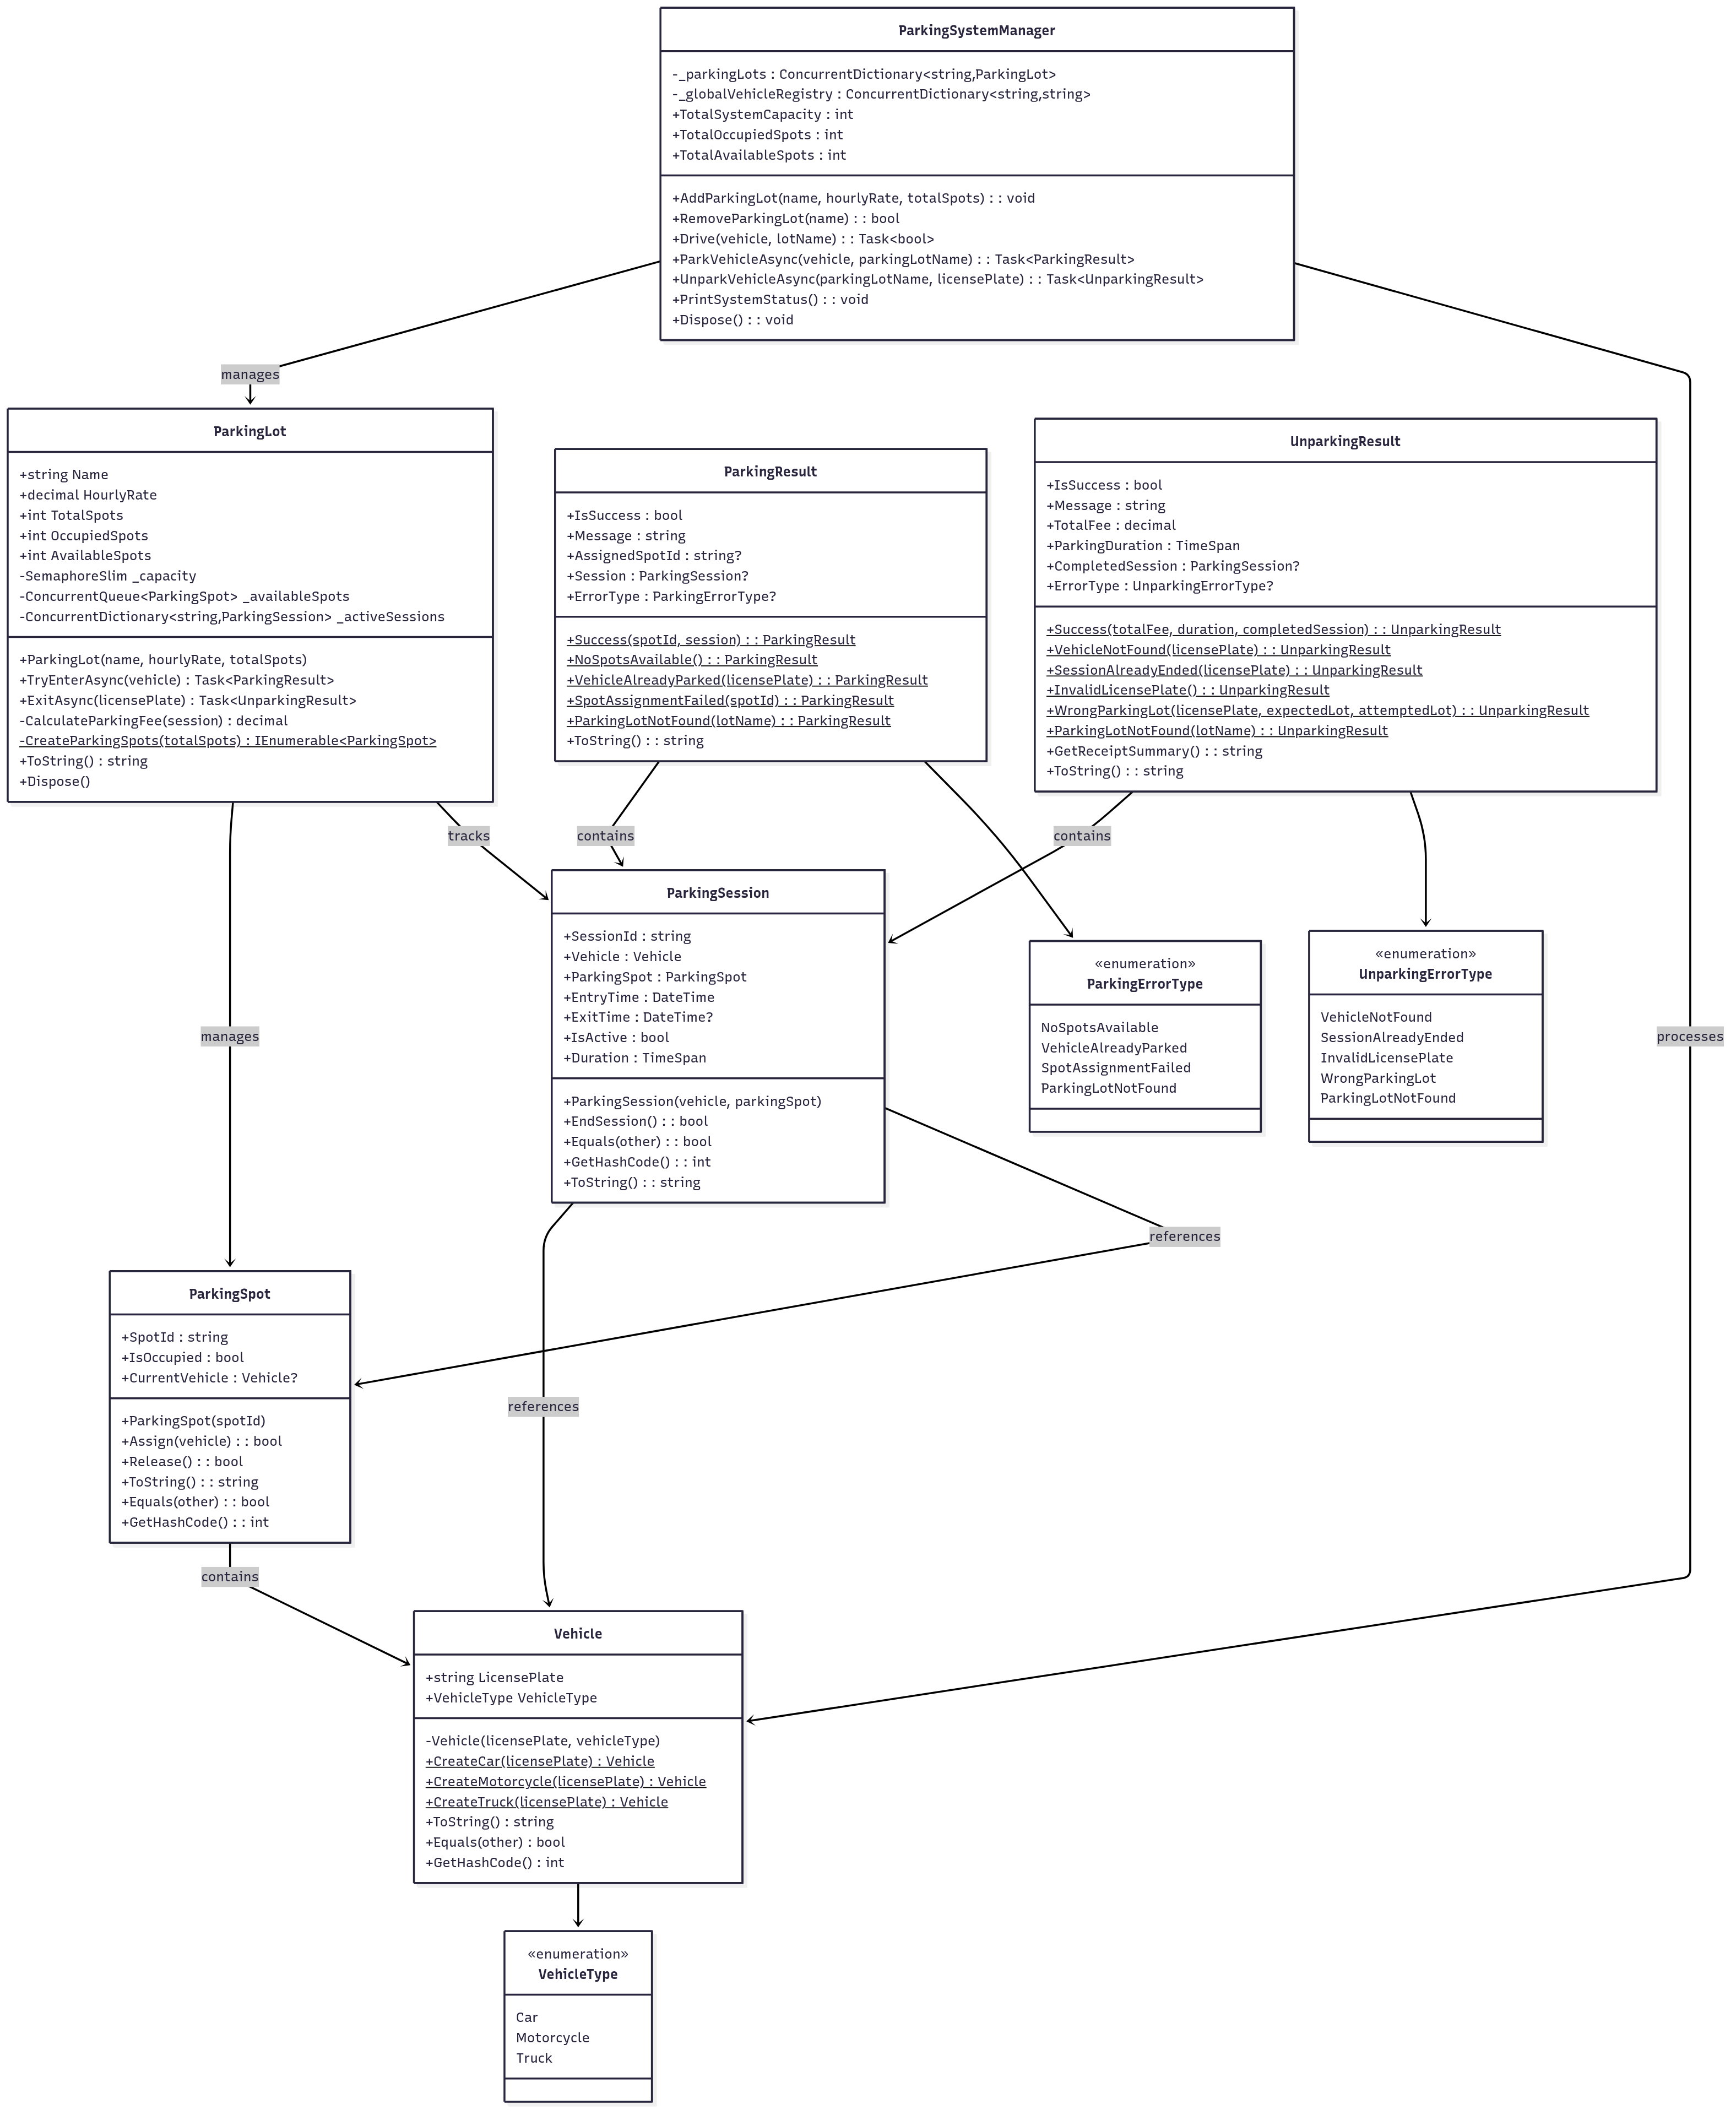 ParkingSystemManager
-_parkingLots : ConcurrentDictionary<string,ParkingLot>
-_globalVehicleRegistry : ConcurrentDictionary<string,string>
+TotalSystemCapacity : int
+TotalOccupiedSpots : int
+TotalAvailableSpots : int
+AddParkingLot(name, hourlyRate, totalSpots) : : void
+RemoveParkingLot(name) : : bool
+Drive(vehicle, lotName) : : Task<bool>
+ParkVehicleAsync(vehicle, parkingLotName) : : Task<ParkingResult>
+UnparkVehicleAsync(parkingLotName, licensePlate) : : Task<UnparkingResult>
+PrintSystemStatus() : : void
+Dispose() : : void
manages
ParkingLot
+string Name
+decimal HourlyRate
+int TotalSpots
+int OccupiedSpots
+int AvailableSpots
-SemaphoreSlim _capacity
-ConcurrentQueue<ParkingSpot> _availableSpots
-ConcurrentDictionary<string,ParkingSession> _activeSessions
+ParkingLot(name, hourlyRate, totalSpots)
+TryEnterAsync(vehicle) : Task<ParkingResult>
+ExitAsync(licensePlate) : Task<UnparkingResult>
-CalculateParkingFee(session) : decimal
-CreateParkingSpots(totalSpots) : IEnumerable<ParkingSpot>
+ToString() : string
+Dispose()
ParkingResult
+IsSuccess : bool
+Message : string
+AssignedSpotId : string?
+Session : ParkingSession?
+ErrorType : ParkingErrorType?
+Success(spotId, session) : : ParkingResult
+NoSpotsAvailable() : : ParkingResult
+VehicleAlreadyParked(licensePlate) : : ParkingResult
+SpotAssignmentFailed(spotId) : : ParkingResult
+ParkingLotNotFound(lotName) : : ParkingResult
+ToString() : : string
UnparkingResult
+IsSuccess : bool
+Message : string
+TotalFee : decimal
+ParkingDuration : TimeSpan
+CompletedSession : ParkingSession?
+ErrorType : UnparkingErrorType?
+Success(totalFee, duration, completedSession) : : UnparkingResult
+VehicleNotFound(licensePlate) : : UnparkingResult
+SessionAlreadyEnded(licensePlate) : : UnparkingResult
+InvalidLicensePlate() : : UnparkingResult
+WrongParkingLot(licensePlate, expectedLot, attemptedLot) : : UnparkingResult
+ParkingLotNotFound(lotName) : : UnparkingResult
+GetReceiptSummary() : : string
+ToString() : : string
tracks
contains
contains
ParkingSession
+SessionId : string
+Vehicle : Vehicle
+ParkingSpot : ParkingSpot
+EntryTime : DateTime
+ExitTime : DateTime?
+IsActive : bool
+Duration : TimeSpan
+ParkingSession(vehicle, parkingSpot)
+EndSession() : : bool
+Equals(other) : : bool
+GetHashCode() : : int
+ToString() : : string
«enumeration»
ParkingErrorType
NoSpotsAvailable
VehicleAlreadyParked
SpotAssignmentFailed
ParkingLotNotFound
«enumeration»
UnparkingErrorType
VehicleNotFound
SessionAlreadyEnded
InvalidLicensePlate
WrongParkingLot
ParkingLotNotFound
manages
processes
references
ParkingSpot
+SpotId : string
+IsOccupied : bool
+CurrentVehicle : Vehicle?
+ParkingSpot(spotId)
+Assign(vehicle) : : bool
+Release() : : bool
+ToString() : : string
+Equals(other) : : bool
+GetHashCode() : : int
references
contains
Vehicle
+string LicensePlate
+VehicleType VehicleType
-Vehicle(licensePlate, vehicleType)
+CreateCar(licensePlate) : Vehicle
+CreateMotorcycle(licensePlate) : Vehicle
+CreateTruck(licensePlate) : Vehicle
+ToString() : string
+Equals(other) : bool
+GetHashCode() : int
«enumeration»
VehicleType
Car
Motorcycle
Truck